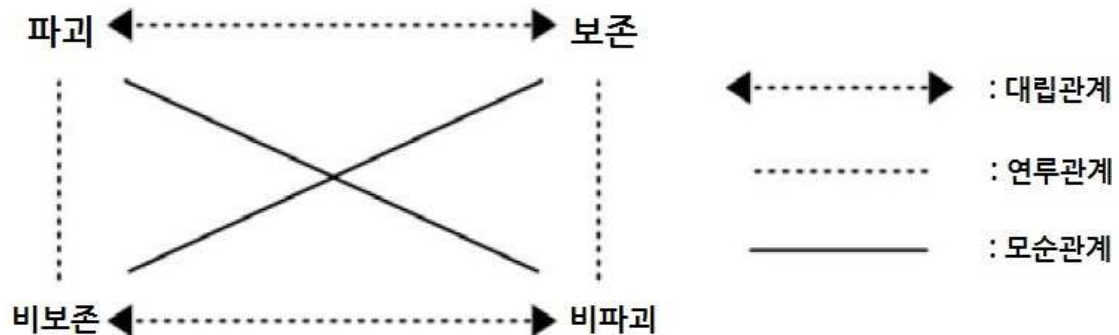 파괴 보존
: 대립관계
: 연루관계
: 모순관계
비보존 비파괴